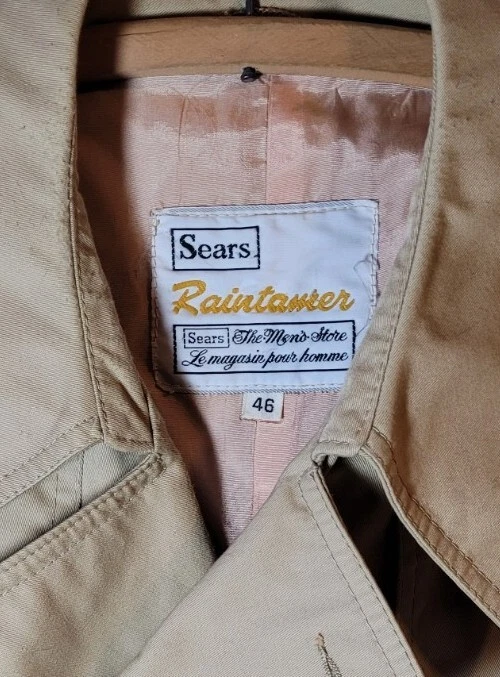 Sears
Raintamer
Sears The Men's Store
Le magasin pour homme
46